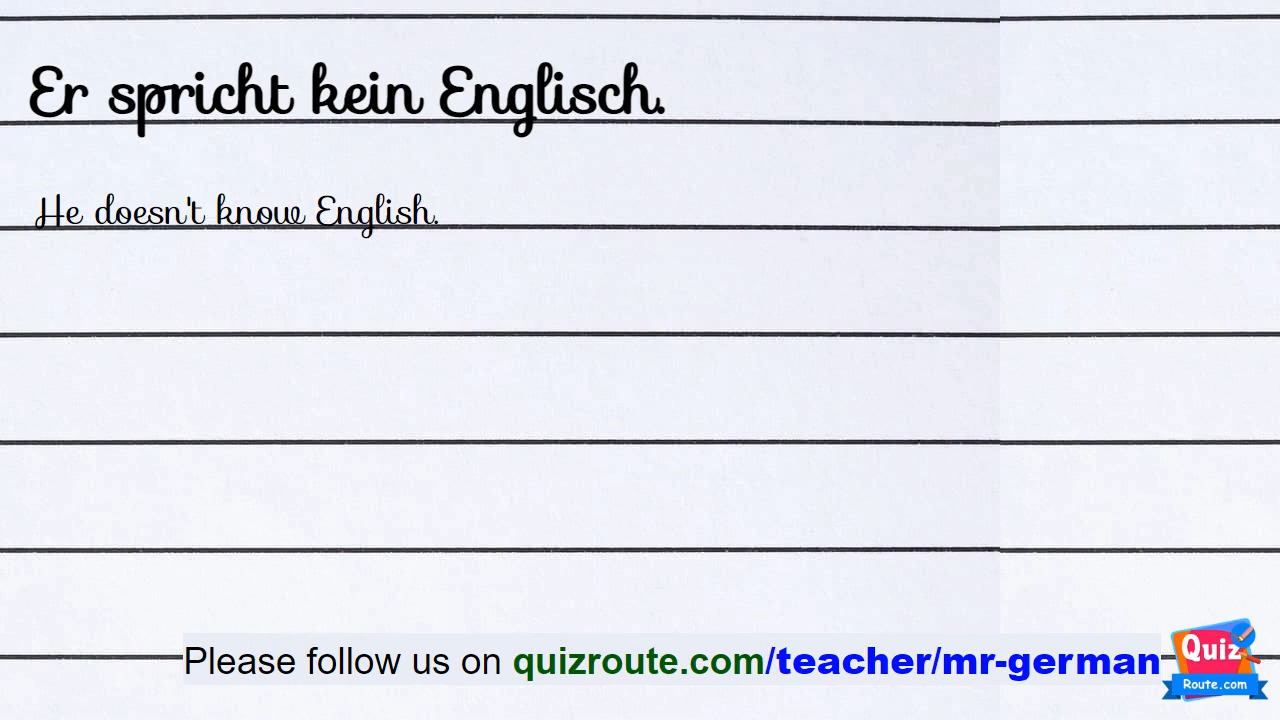 Er spricht kein Englisch.
He doesn't know English.
Please follow us on quizroute.com/teacher/mr-german
Quiz
Route.com